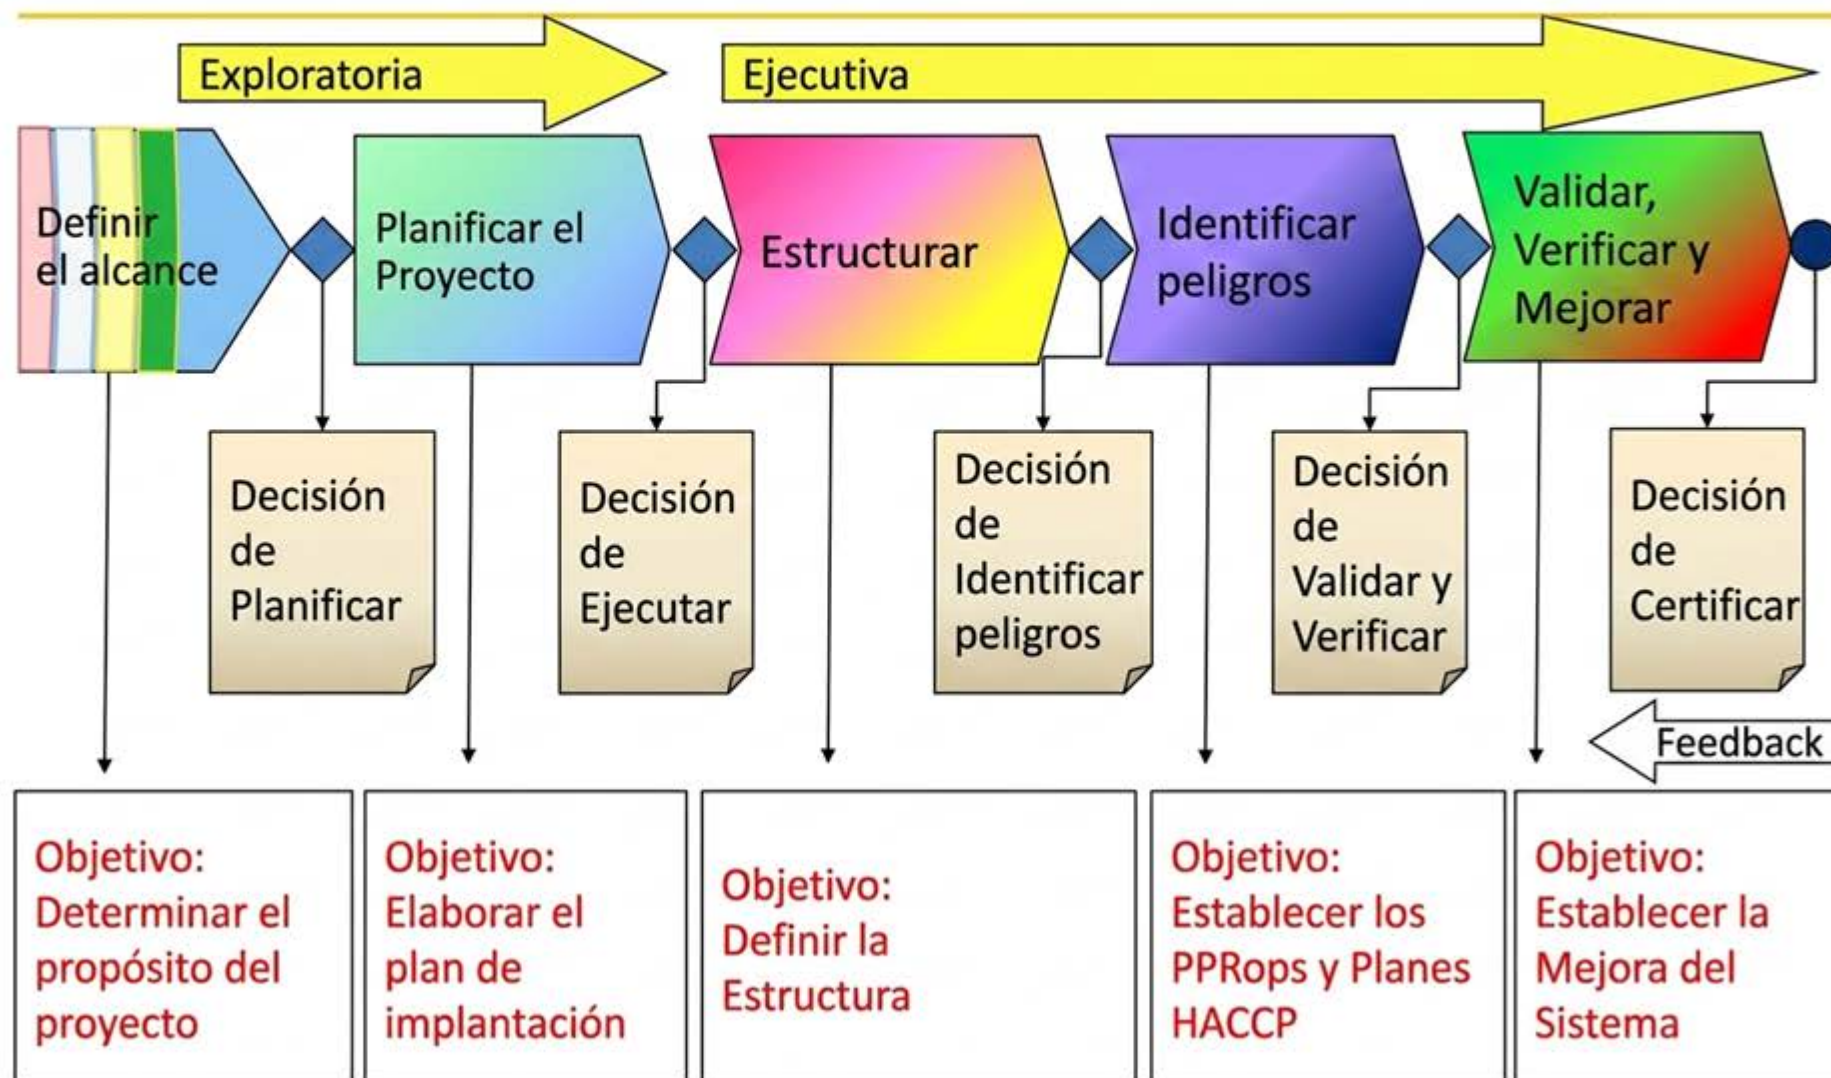 Exploratoria
Ejecutiva
Definir
el alcance
Planificar el
Proyecto
Estructurar
Identificar
peligros
Validar,
Verificar y
Mejorar
Decisión
de
Planificar
Decisión
de
Ejecutar
Decisión
de
Identificar
peligros
Decisión
de
Validar y
Verificar
Decisión
de
Certificar
Feedback
Objetivo:
Determinar el
propósito del
proyecto
Objetivo:
Elaborar el
plan de
implantación
Objetivo:
Definir la
Estructura
Objetivo:
Establecer los
PPRops y Planes
HACCP
Objetivo:
Establecer la
Mejora del
Sistema